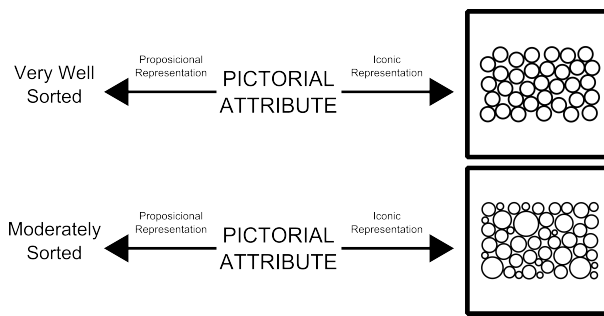 Very Well
Sorted
Proposicional
Representation
PICTORIAL
ATTRIBUTE
Iconic
Representation
Moderately
Sorted
Proposicional
Representation
PICTORIAL
ATTRIBUTE
Iconic
Representation